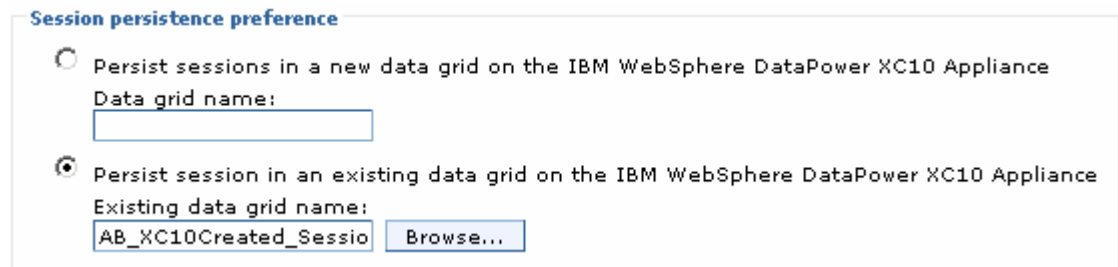 Session persistence preference
Persist sessions in a new data grid on the IBM WebSphere DataPower XC10 Appliance
Data grid name:
Persist session in an existing data grid on the IBM WebSphere DataPower XC10 Appliance
Existing data grid name:
AB_XC10Created_Sessio Browse...